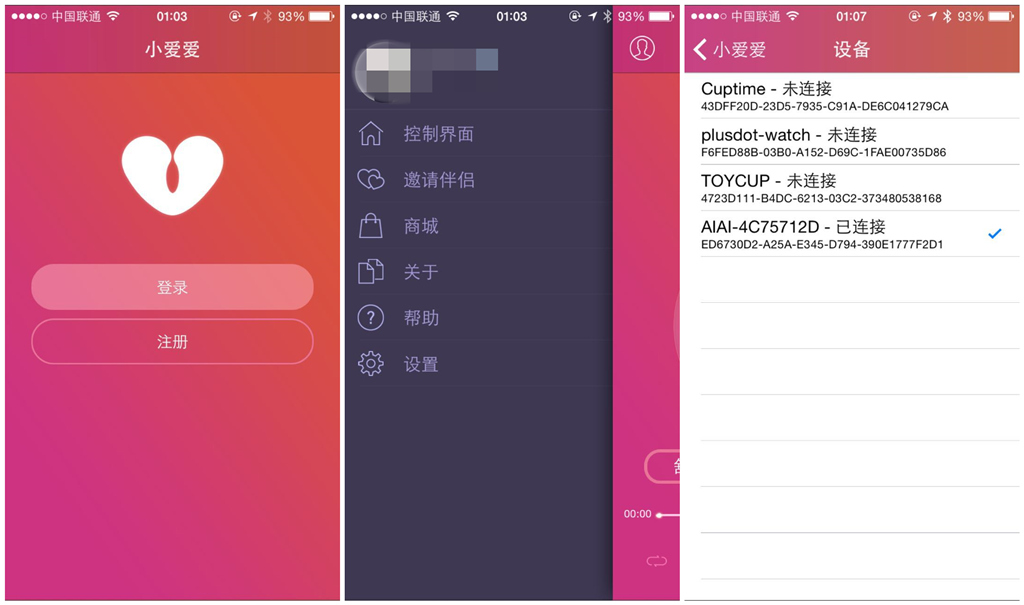 中国联通 01:03 93%
小爱爱
登录
注册
中国联通 01:03 93%
控制界面
邀请伴侣
商城
关于
帮助
?
设置
00:00
中国联通 01:07 93%
小爱爱 设备
Cuptime - 未连接
43DFF20D-23D5-7935-C91A-DE6C041279CA
plusdot-watch - 未连接
F6FED88B-03B0-A152-D69C-1FAE00735D86
TOYCUP - 未连接
4723D111-B4DC-6213-03C2-373480538168
AIAI-4C75712D - 已连接
ED6730D2-A25A-E345-D794-390E1777F2D1